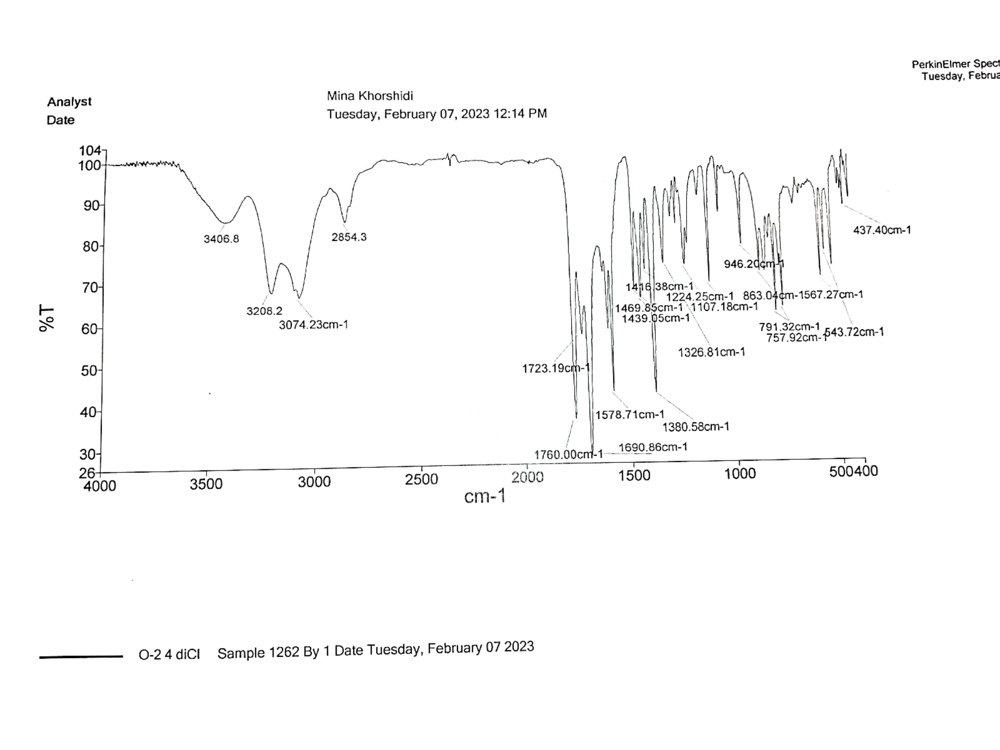 PerkinElmer Spect
Tuesday, Februa
Analyst
Mina Khorshidi
Date
Tuesday, February 07, 2023 12:14 PM
104
100
90
80
70
60
50
40
30
26
%T
4000
3500
3000
2500
2000
1500
1000
500400
cm-1
3406.8
3208.2
3074.23cm-1
2854.3
1760.00cm-1
1723.19cm-1
1690.86cm-1
1578.71cm-1
1469.85cm-1
1439.05cm-1
1416.38cm-1
1380.58cm-1
1326.81cm-1
1224.25cm-1
1107.18cm-1
946.20cm-1
863.04cm-1567.27cm-1
791.32cm-1
757.92cm-1
543.72cm-1
437.40cm-1
O-2 4 diCl Sample 1262 By 1 Date Tuesday, February 07 2023